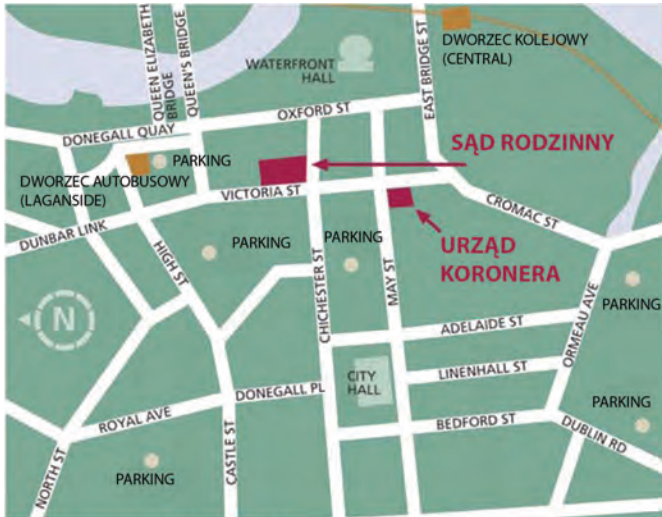 DWORZEC KOLEJOWY
(CENTRAL)
QUEEN ELIZABETH
BRIDGE
QUEEN'S BRIDGE
WATERFRONT
HALL
EAST BRIDGE ST
OXFORD ST
DONEGALL QUAY
SĄD RODZINNY
PARKING
DWORZEC AUTOBUSOWY
(LAGANSIDE)
VICTORIA ST
CROMAC ST
DUNBAR LINK
URZĄD
KORONERA
PARKING
PARKING
HIGH ST
CHICHESTER ST
MAY ST
ORMEAU AVE
PARKING
N
ADELAIDE ST
LINENHALL ST
CITY
HALL
DONEGALL PL
ROYAL AVE
BEDFORD ST
PARKING
DUBLIN RD
CASTLE ST
NORTH ST
PARKING